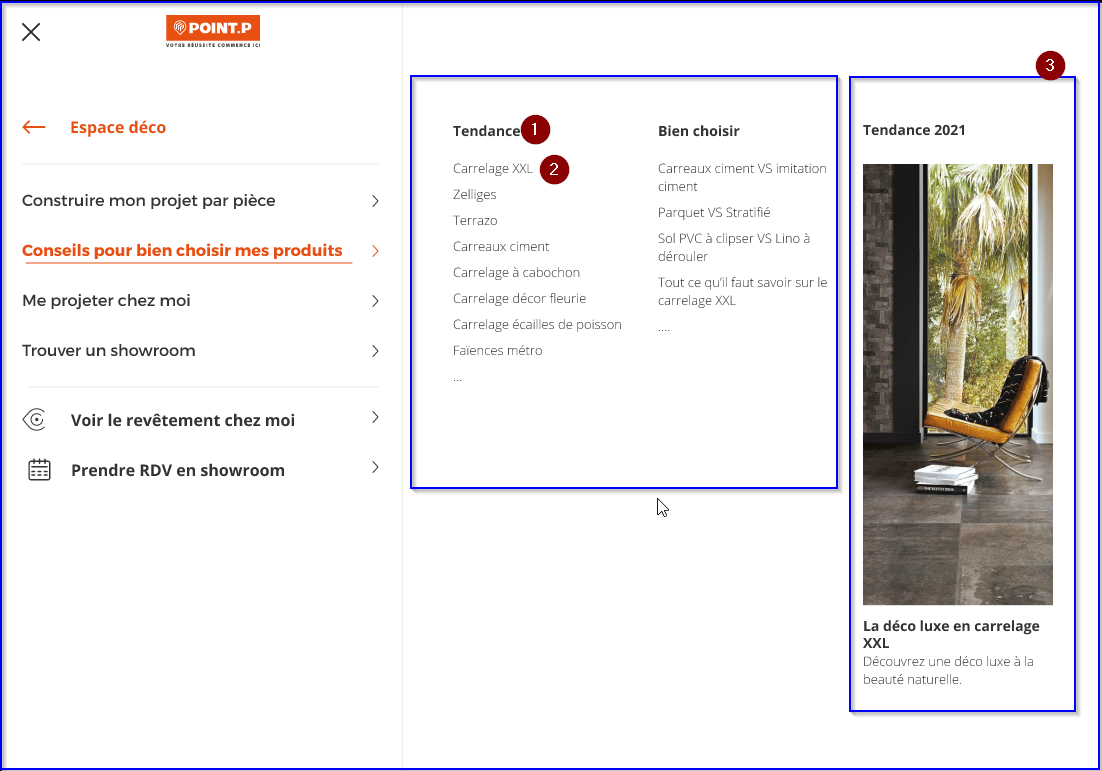 POINT.P
VOTRE RÉUSSITE COMMENCE ICI
Espace déco
Construire mon projet par pièce
Conseils pour bien choisir mes produits
Me projeter chez moi
Trouver un showroom
Voir le revêtement chez moi
Prendre RDV en showroom
Tendance
1
Carrelage XXL
2
Zelliges
Terrazo
Carreaux ciment
Carrelage à cabochon
Carrelage décor fleurie
Carrelage écailles de poisson
Faïences métro
...
Bien choisir
Carreaux ciment VS imitation
ciment
Parquet VS Stratifié
Sol PVC à clipser VS Lino à
dérouler
Tout ce qu’il faut savoir sur le
carrelage XXL
....
3
Tendance 2021
La déco luxe en carrelage
XXL
Découvrez une déco luxe à la
beauté naturelle.